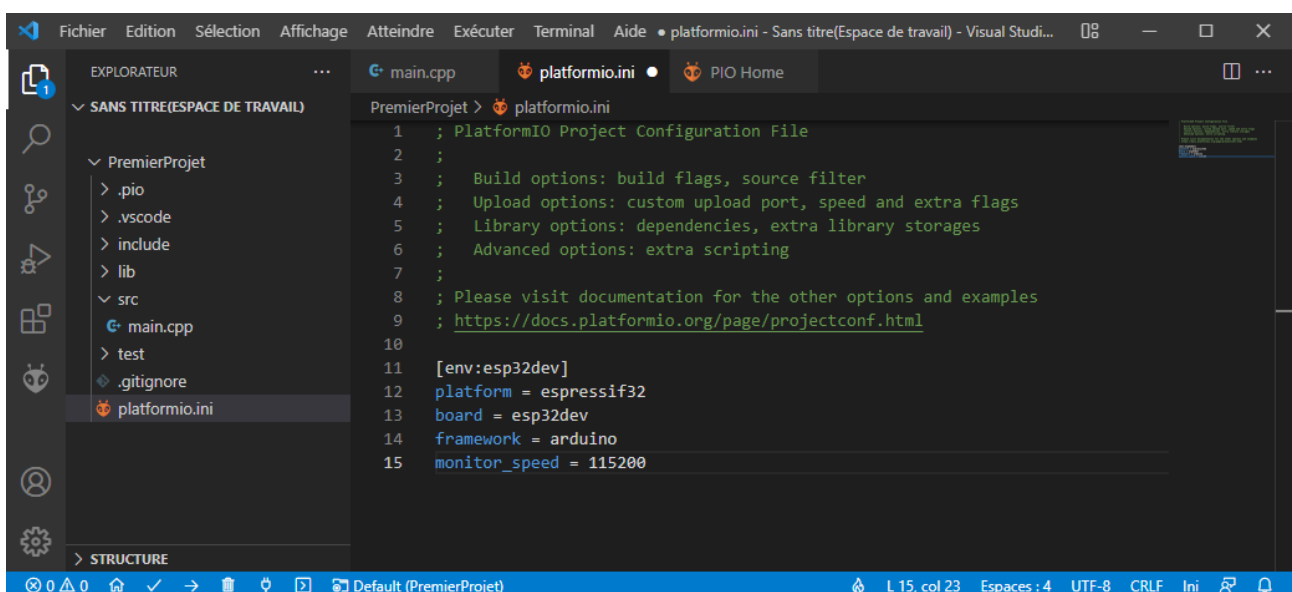 Fichier Edition Sélection Affichage Atteindre Exécuter Terminal Aide ● platformio.ini - Sans titre(Espace de travail) - Visual Studi...
EXPLORATEUR ...
main.cpp platformio.ini ● PIO Home ...
SANS TITRE(ESPACE DE TRAVAIL)
PremierProjet > platformio.ini
PremierProjet
> .pio
> .vscode
> include
> lib
src
main.cpp
> test
.gitignore
platformio.ini
> STRUCTURE
1
1 ; PlatformIO Project Configuration File
2 ;
3 ;   Build options: build flags, source filter
4 ;   Upload options: custom upload port, speed and extra flags
5 ;   Library options: dependencies, extra library storages
6 ;   Advanced options: extra scripting
7 ;
8 ; Please visit documentation for the other options and examples
9 ; https://docs.platformio.org/page/projectconf.html
10
11 [env:esp32dev]
12 platform = espressif32
13 board = esp32dev
14 framework = arduino
15 monitor_speed = 115200
0 0 Default (PremierProjet) L 15, col 23 Espaces : 4 UTF-8 CRLF Ini